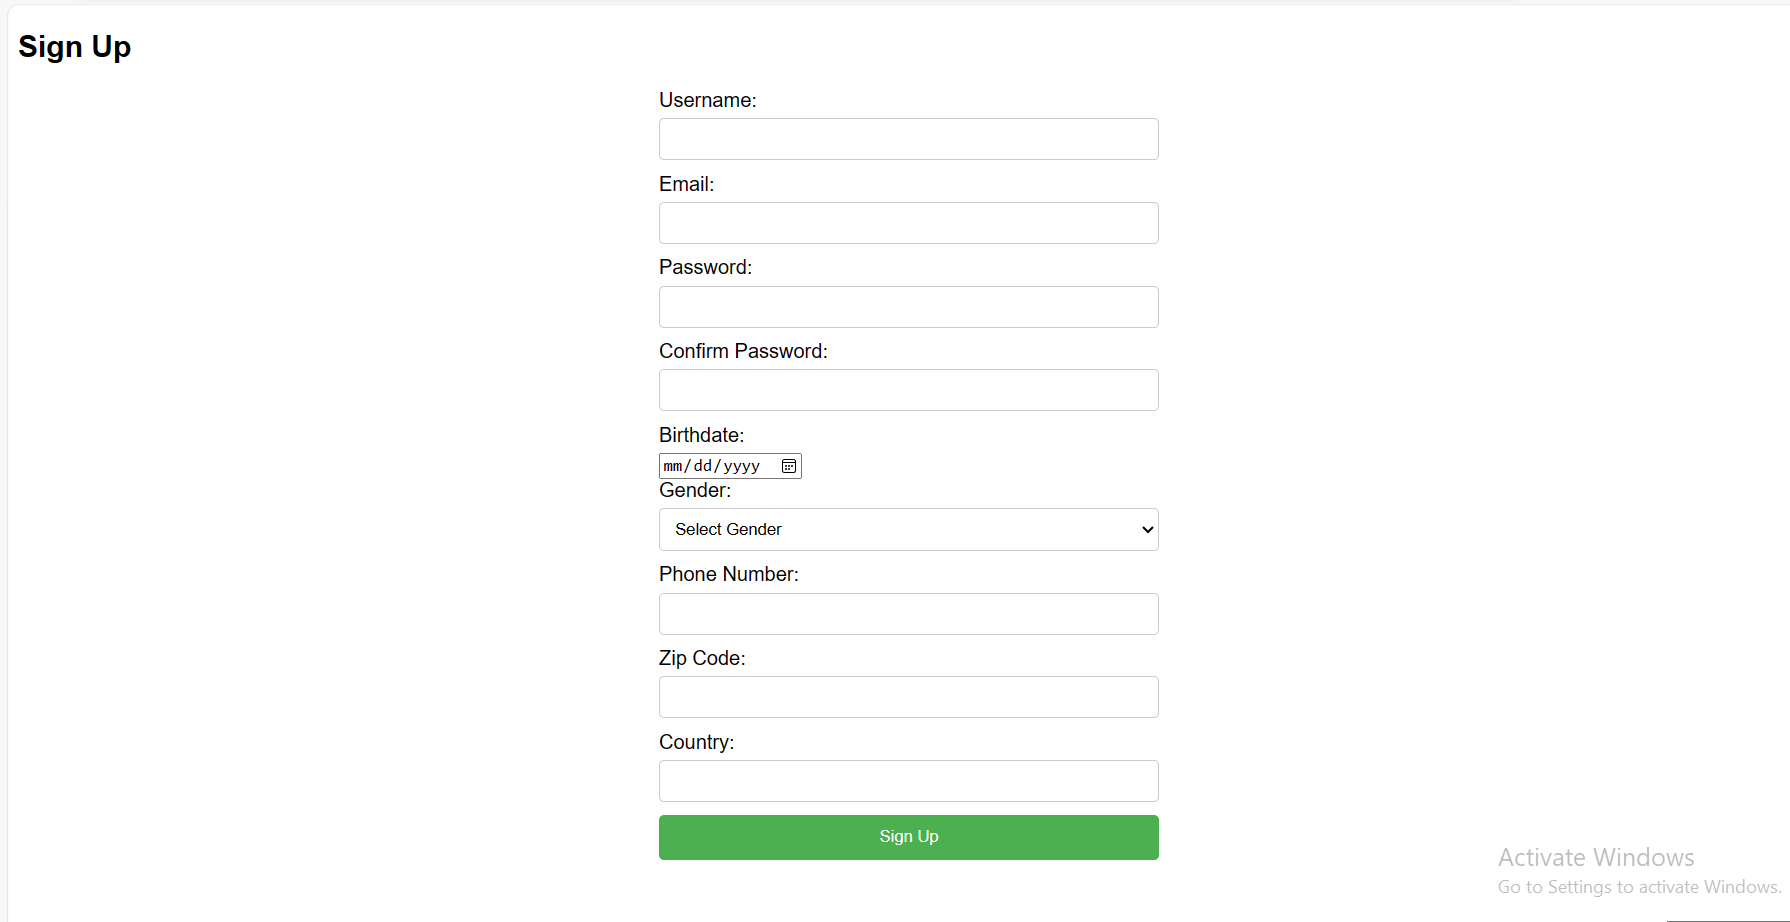 Sign Up
Username:
Email:
Password:
Confirm Password:
Birthdate:
mm/dd/yyyy
Gender:
Select Gender
Phone Number:
Zip Code:
Country:
Sign Up
Activate Windows
Go to Settings to activate Windows.